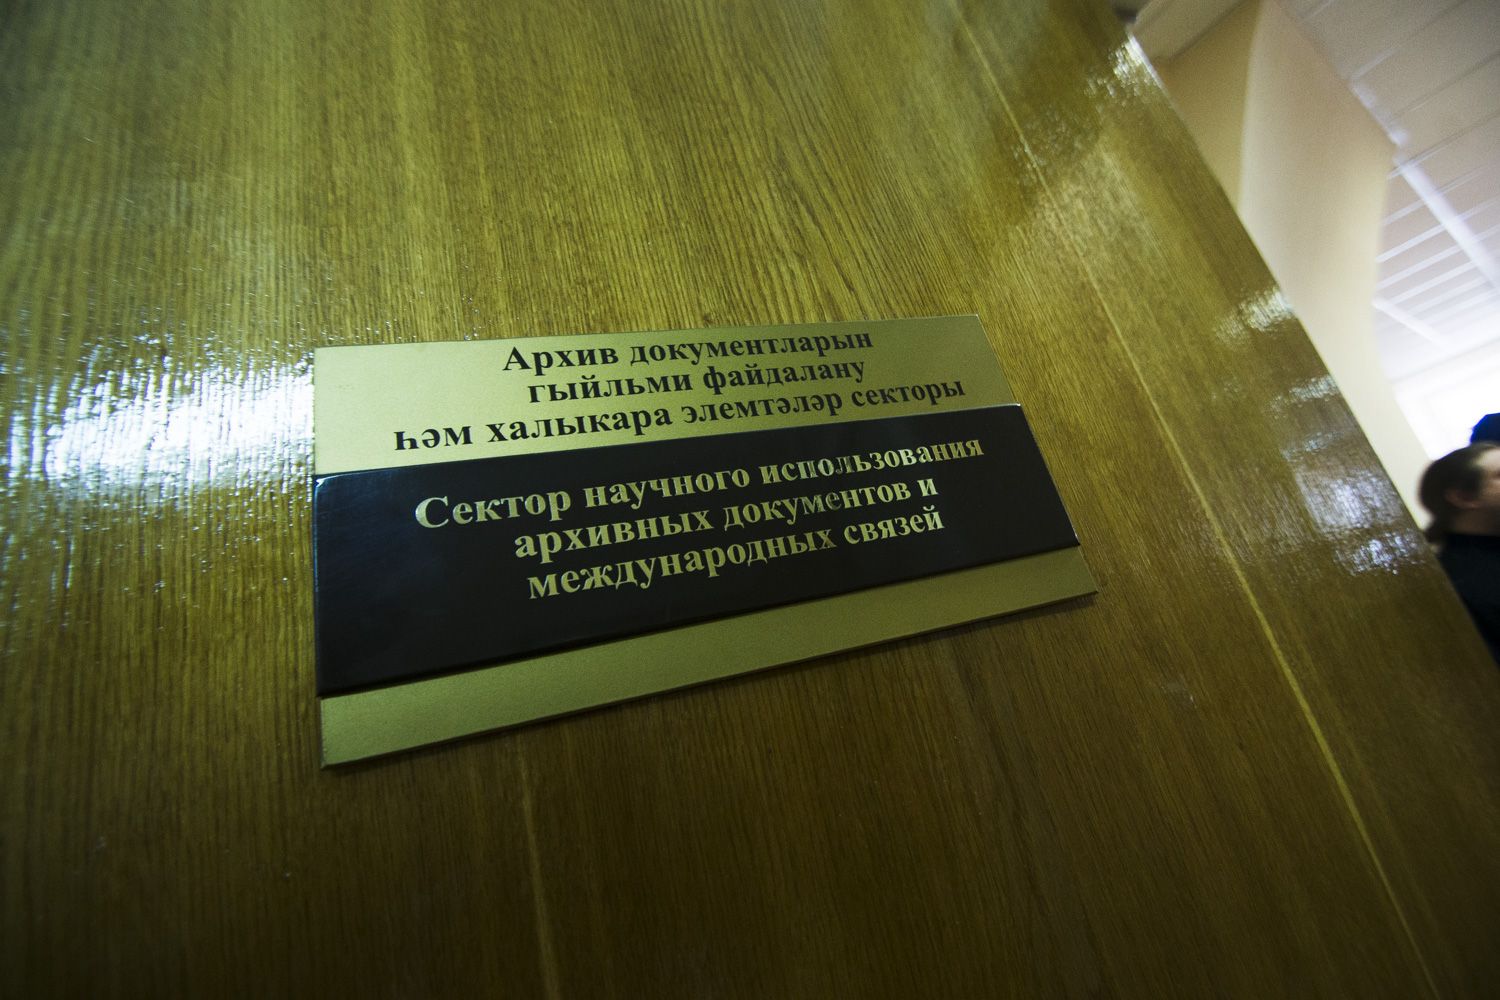 Архив документларын
гыйльми файдалану
һәм халыкара элемтәләр секторы
Сектор научного использования
архивных документов и
международных связей